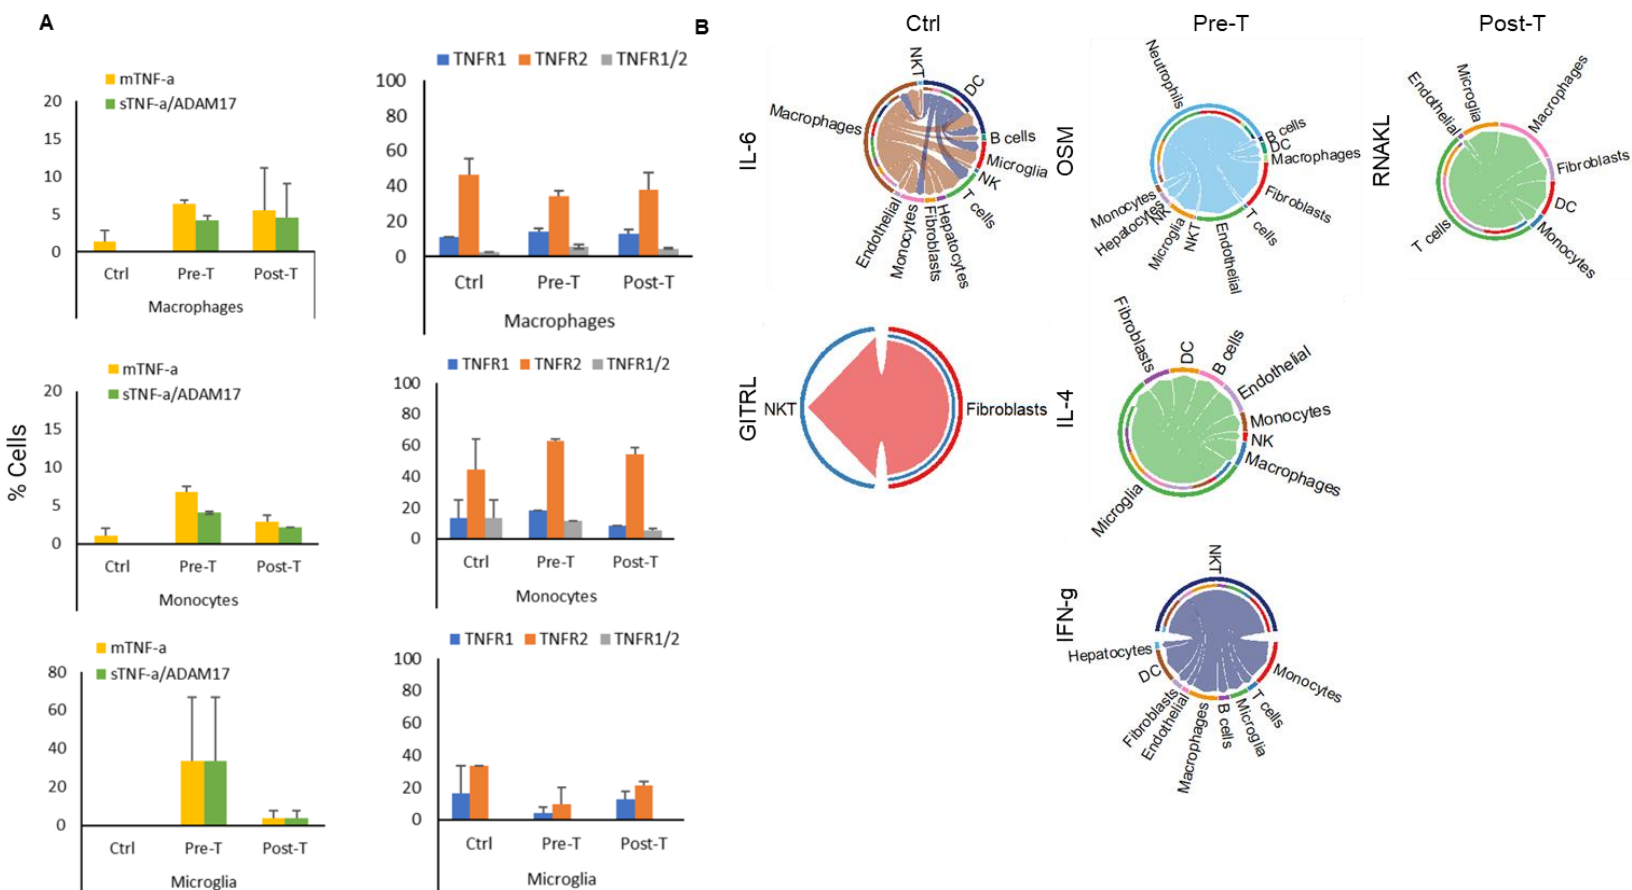 A
mTNF-a
sTNF-a/ADAM17
20
15
10
5
0
Ctrl
Pre-T
Post-T
Macrophages
TNFR1
TNFR2
TNFR1/2
100
80
60
40
20
0
Ctrl
Pre-T
Post-T
Macrophages
% Cells
mTNF-a
sTNF-a/ADAM17
20
15
10
5
0
Ctrl
Pre-T
Post-T
Monocytes
TNFR1
TNFR2
TNFR1/2
100
80
60
40
20
0
Ctrl
Pre-T
Post-T
Monocytes
mTNF-a
sTNF-a/ADAM17
80
60
40
20
0
Ctrl
Pre-T
Post-T
Microglia
TNFR1
TNFR2
TNFR1/2
100
80
60
40
20
0
Ctrl
Pre-T
Post-T
Microglia
B
Ctrl
Pre-T
Post-T
IL-6
NKT
DC
B cells
Microglia
NK
T cells
Hepatocytes
Fibroblasts
Monocytes
Endothelial
Macrophages
OSM
Neutrophils
B cells
DC
Macrophages
Fibroblasts
T cells
Endothelial
NKT
Microglia
NK
Hepatocytes
Monocytes
RNAKL
Endothelial
Microglia
Macrophages
Fibroblasts
DC
Monocytes
T cells
GITRL
NKT
Fibroblasts
IL-4
Fibroblasts
DC
B cells
Endothelial
Monocytes
NK
Macrophages
Microglia
IFN-g
NKT
Monocytes
T cells
Microglia
B cells
Macrophages
Endothelial
Fibroblasts
DC
Hepatocytes